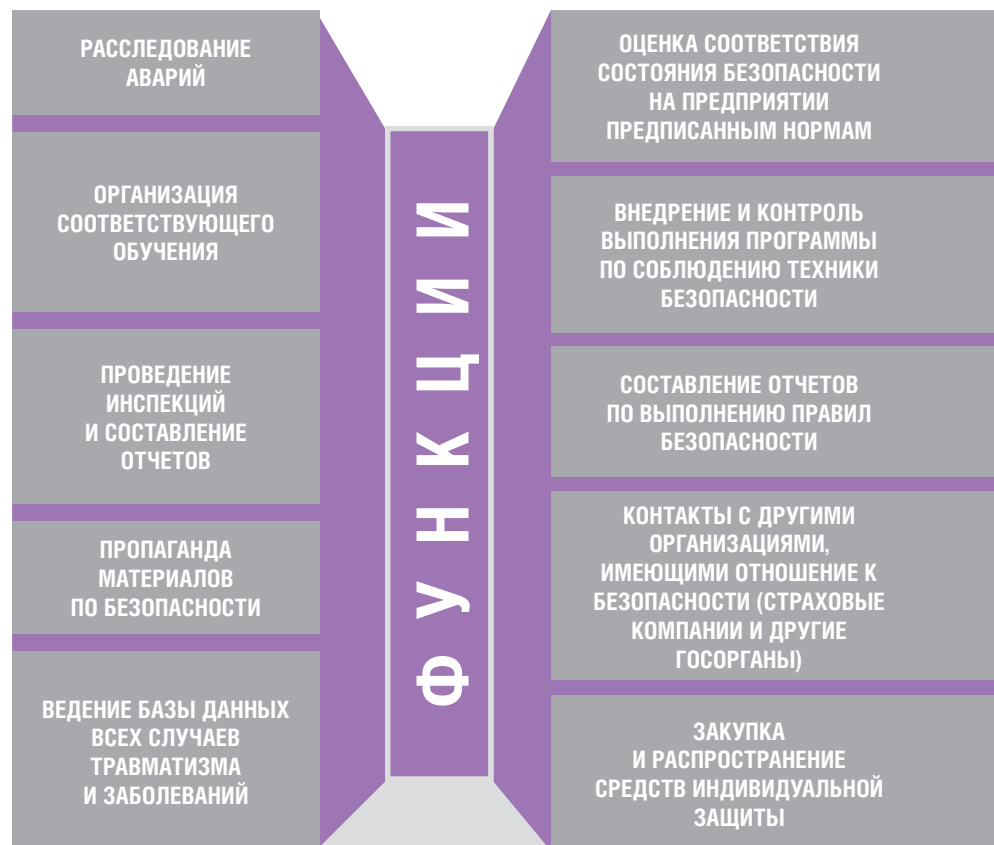 РАССЛЕДОВАНИЕ
АВАРИЙ
ОРГАНИЗАЦИЯ
СООТВЕТСТВУЮЩЕГО
ОБУЧЕНИЯ
ПРОВЕДЕНИЕ
ИНСПЕКЦИЙ
И СОСТАВЛЕНИЕ
ОТЧЕТОВ
ПРОПАГАНДА
МАТЕРИАЛОВ
ПО БЕЗОПАСНОСТИ
ВЕДЕНИЕ БАЗЫ ДАННЫХ
ВСЕХ СЛУЧАЕВ
ТРАВМАТИЗМА
И ЗАБОЛЕВАНИЙ
ФУНКЦИИ
ОЦЕНКА СООТВЕТСТВИЯ
СОСТОЯНИЯ БЕЗОПАСНОСТИ
НА ПРЕДПРИЯТИИ
ПРЕДПИСАННЫМ НОРМАМ
ВНЕДРЕНИЕ И КОНТРОЛЬ
ВЫПОЛНЕНИЯ ПРОГРАММЫ
ПО СОБЛЮДЕНИЮ ТЕХНИКИ
БЕЗОПАСНОСТИ
СОСТАВЛЕНИЕ ОТЧЕТОВ
ПО ВЫПОЛНЕНИЮ ПРАВИЛ
БЕЗОПАСНОСТИ
КОНТАКТЫ С ДРУГИМИ
ОРГАНИЗАЦИЯМИ,
ИМЕЮЩИМИ ОТНОШЕНИЕ К
БЕЗОПАСНОСТИ (СТРАХОВЫЕ
КОМПАНИИ И ДРУГИЕ
ГОСОРГАНЫ)
ЗАКУПКА
И РАСПРОСТРАНЕНИЕ
СРЕДСТВ ИНДИВИДУАЛЬНОЙ
ЗАЩИТЫ